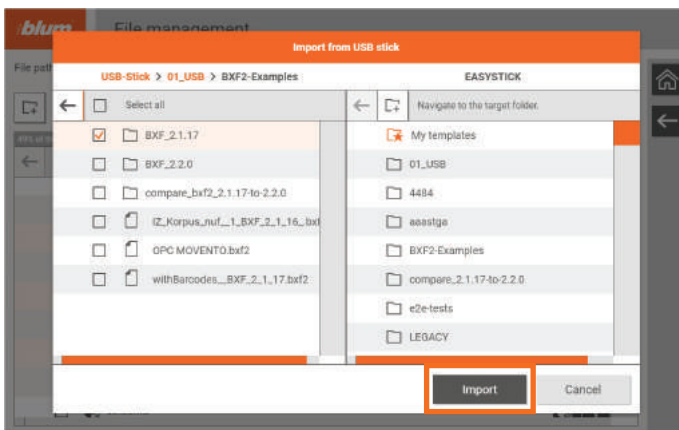 blum File management
Import from USB stick
File path
USB-Stick > 01_USB > BXF2-Examples
EASYSTICK
Select all
Navigate to the target folder.
BXF_2.1.17
BXF_2.2.0
compare_bxf2_2.1.17-to-2.2.0
IZ_Korpus_nuf__1_BXF_2_1_16_.bxf
OPC MOVENTO.bxf2
withBarcodes__BXF_2_1_17.bxf2
My templates
01_USB
4484
aaastga
BXF2-Examples
compare_2.1.17-to-2.2.0
e2e-tests
LEGACY
Import
Cancel